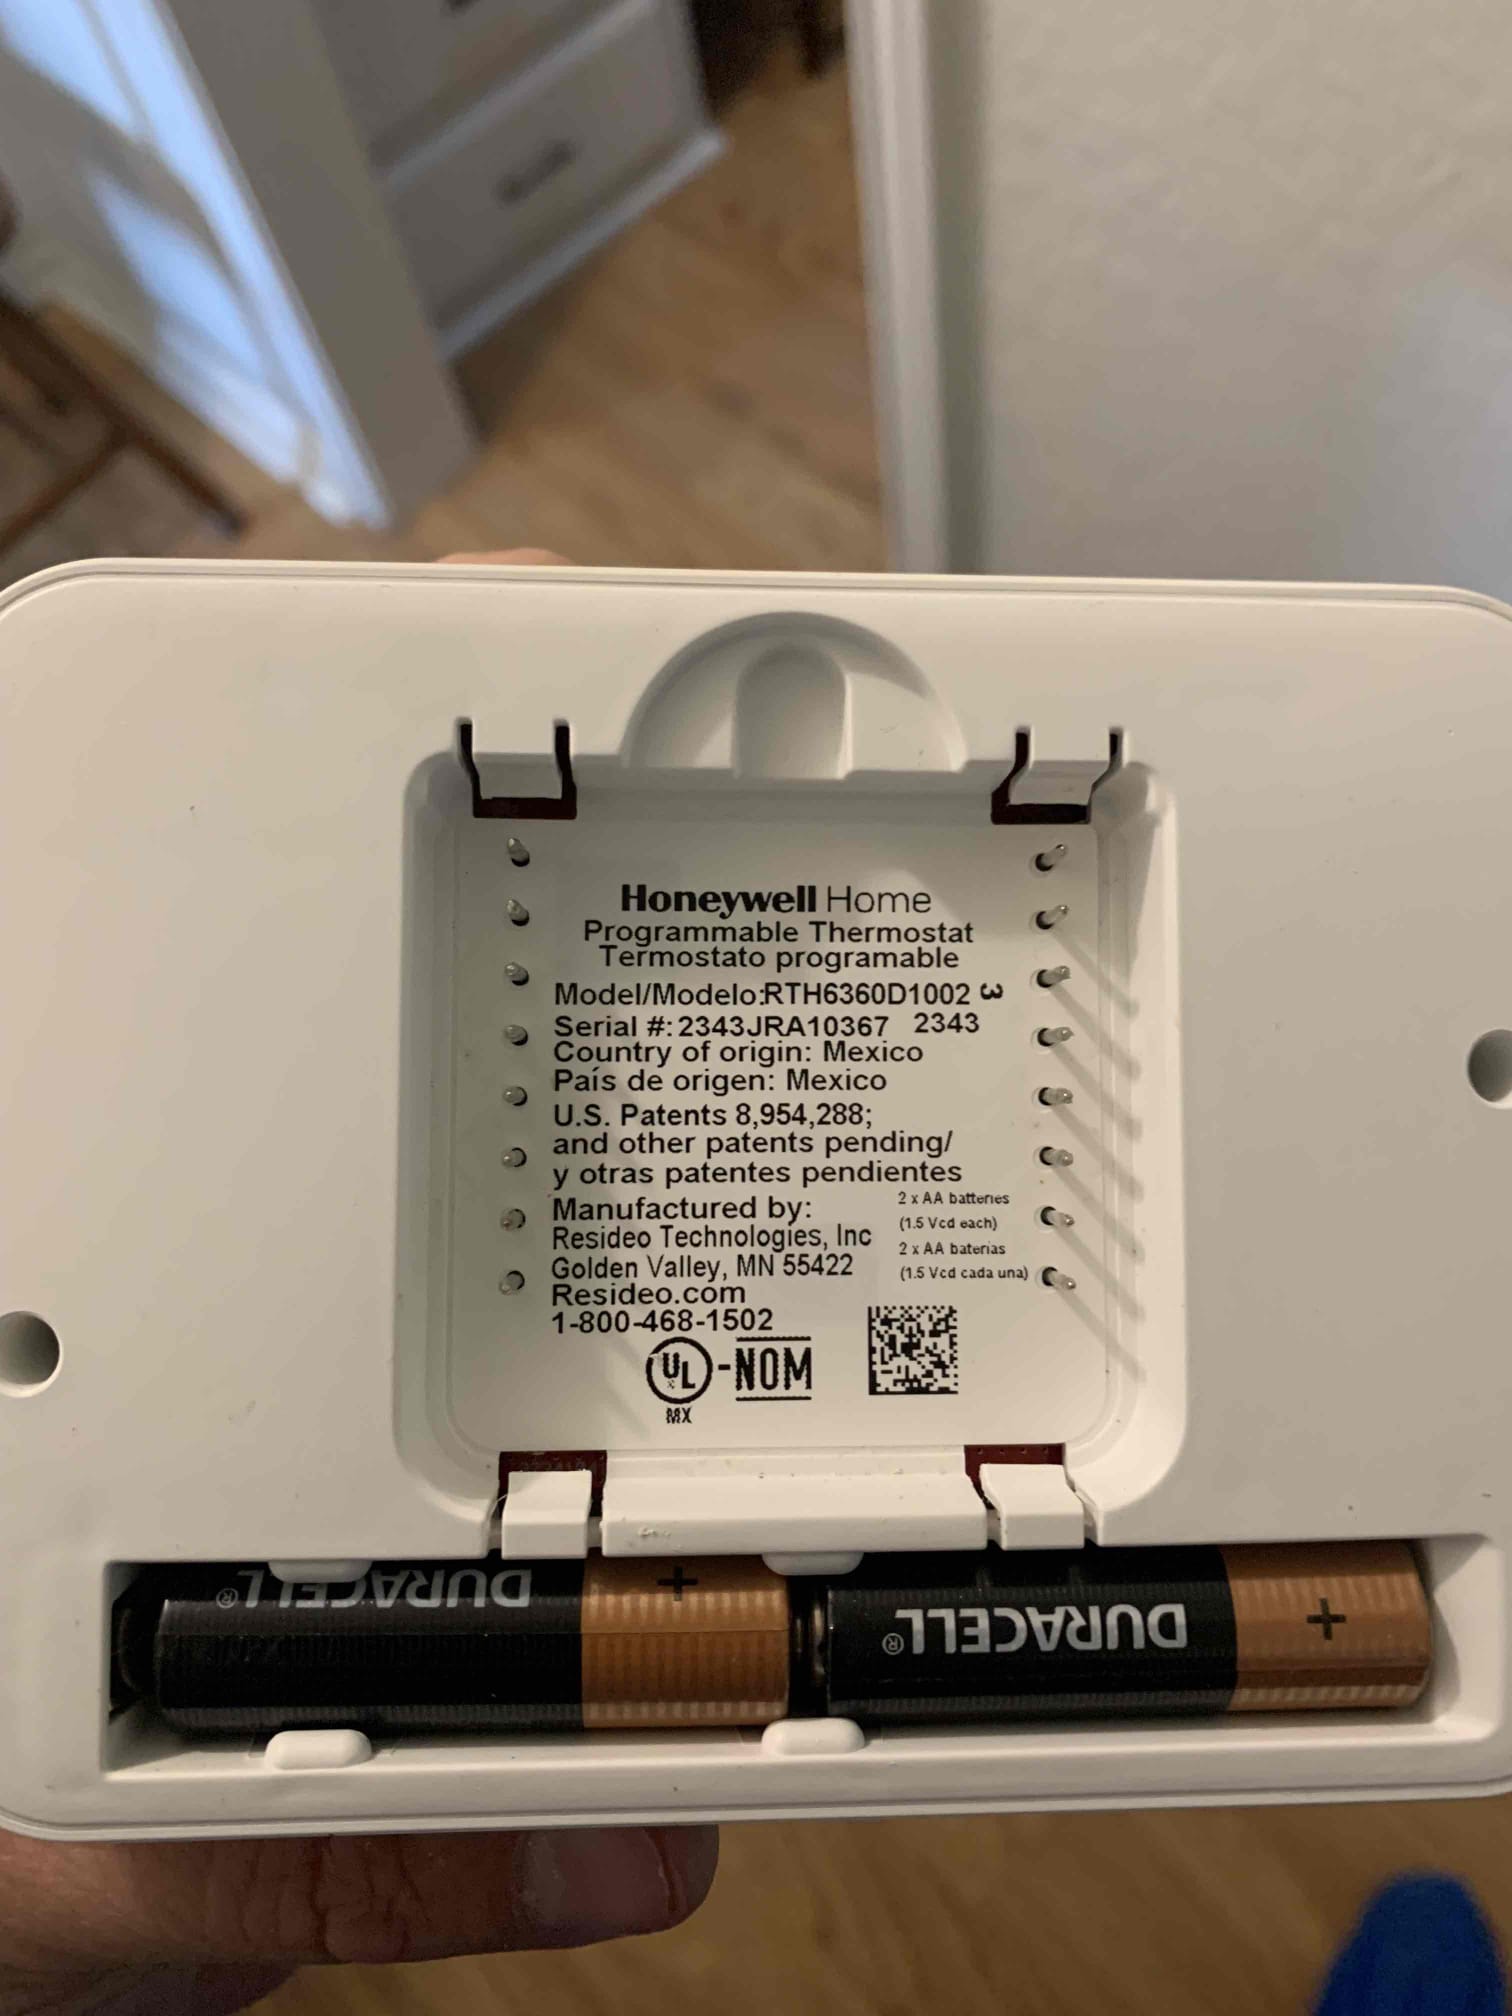 Honeywell Home
Programmable Thermostat
Termostato programable
Model/Modelo:RTH6360D1002 3
Serial #: 2343JRA10367 2343
Country of origin: Mexico
País de origen: Mexico
U.S. Patents 8,954,288;
and other patents pending/
y otras patentes pendientes
Manufactured by:
Resideo Technologies, Inc
Golden Valley, MN 55422
Resideo.com
1-800-468-1502
2 x AA batteries
(1.5 Vcd each)
2 x AA baterias
(1.5 Vcd cada una)
UL - NOM
MX
DURACELL® +
DURACELL® +